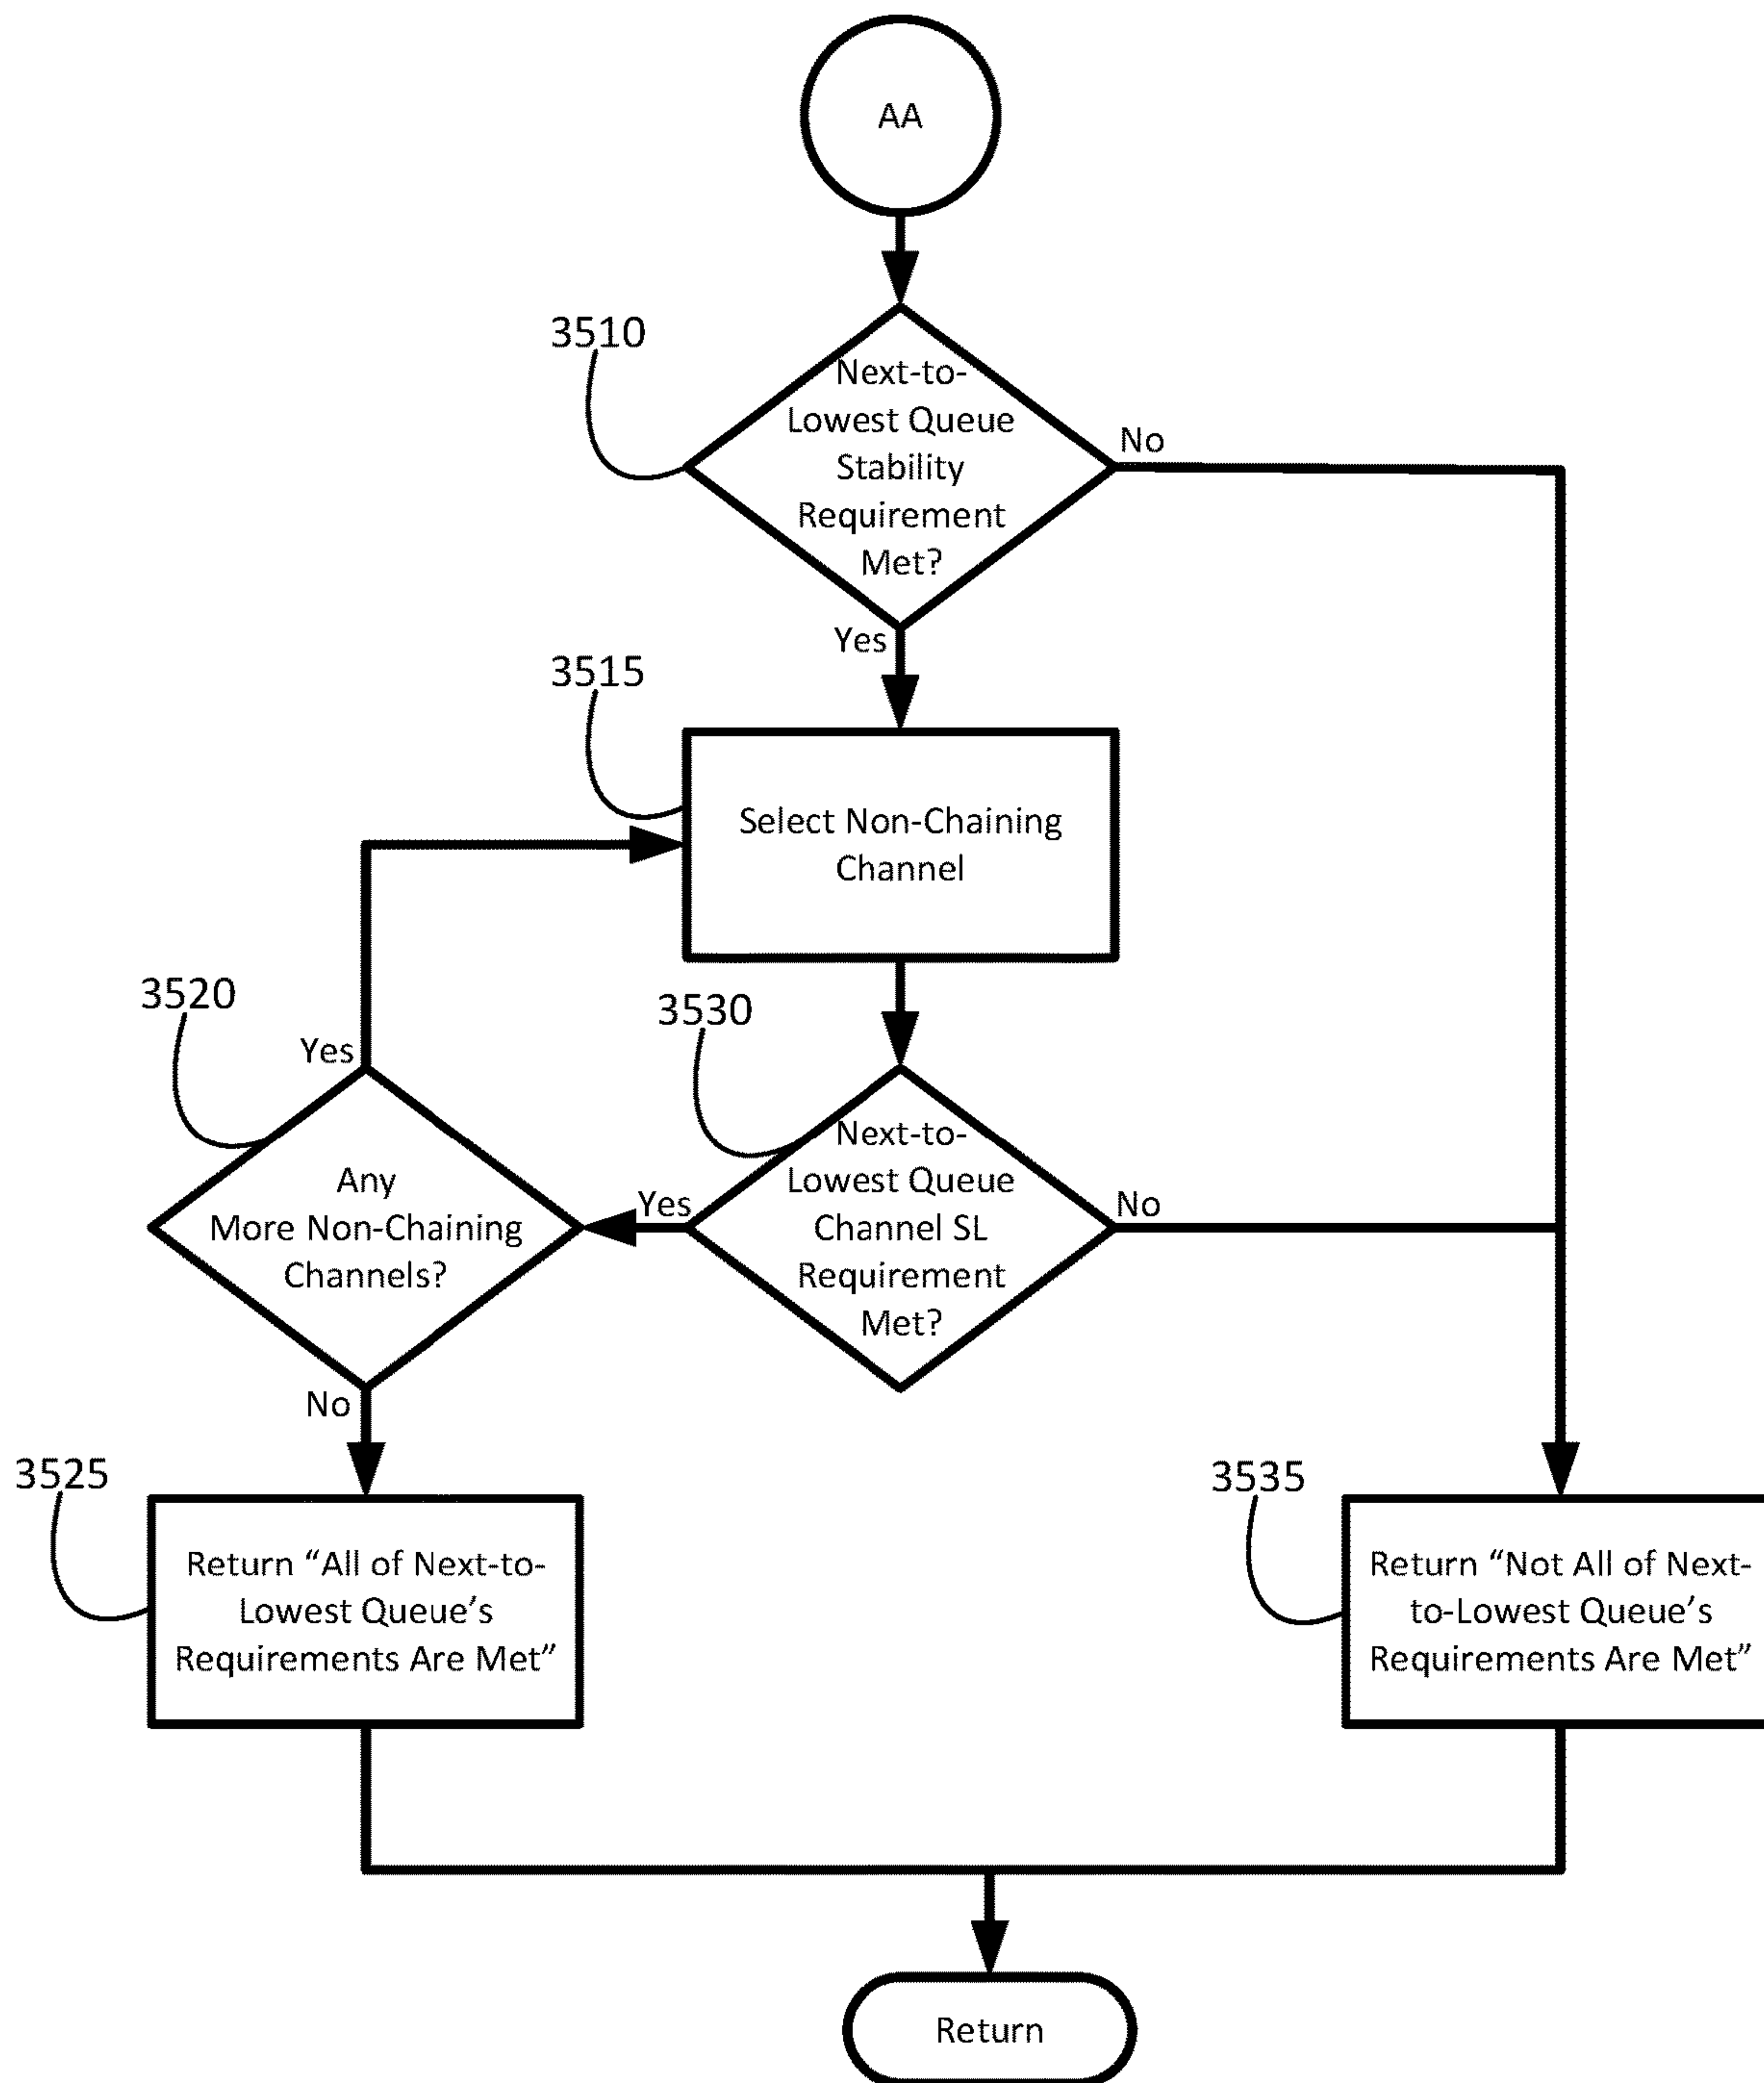 AA
3510
Next-to-
Lowest Queue
Stability
Requirement
Met?
No
Yes
3515
Select Non-Chaining
Channel
3520
3530
Yes
Next-to-
Lowest Queue
Channel SL
Requirement
Met?
Any
More Non-Chaining
Channels?
Yes
No
No
3525
3535
Return “All of Next-to-
Lowest Queue’s
Requirements Are Met”
Return “Not All of Next-
to-Lowest Queue’s
Requirements Are Met”
Return